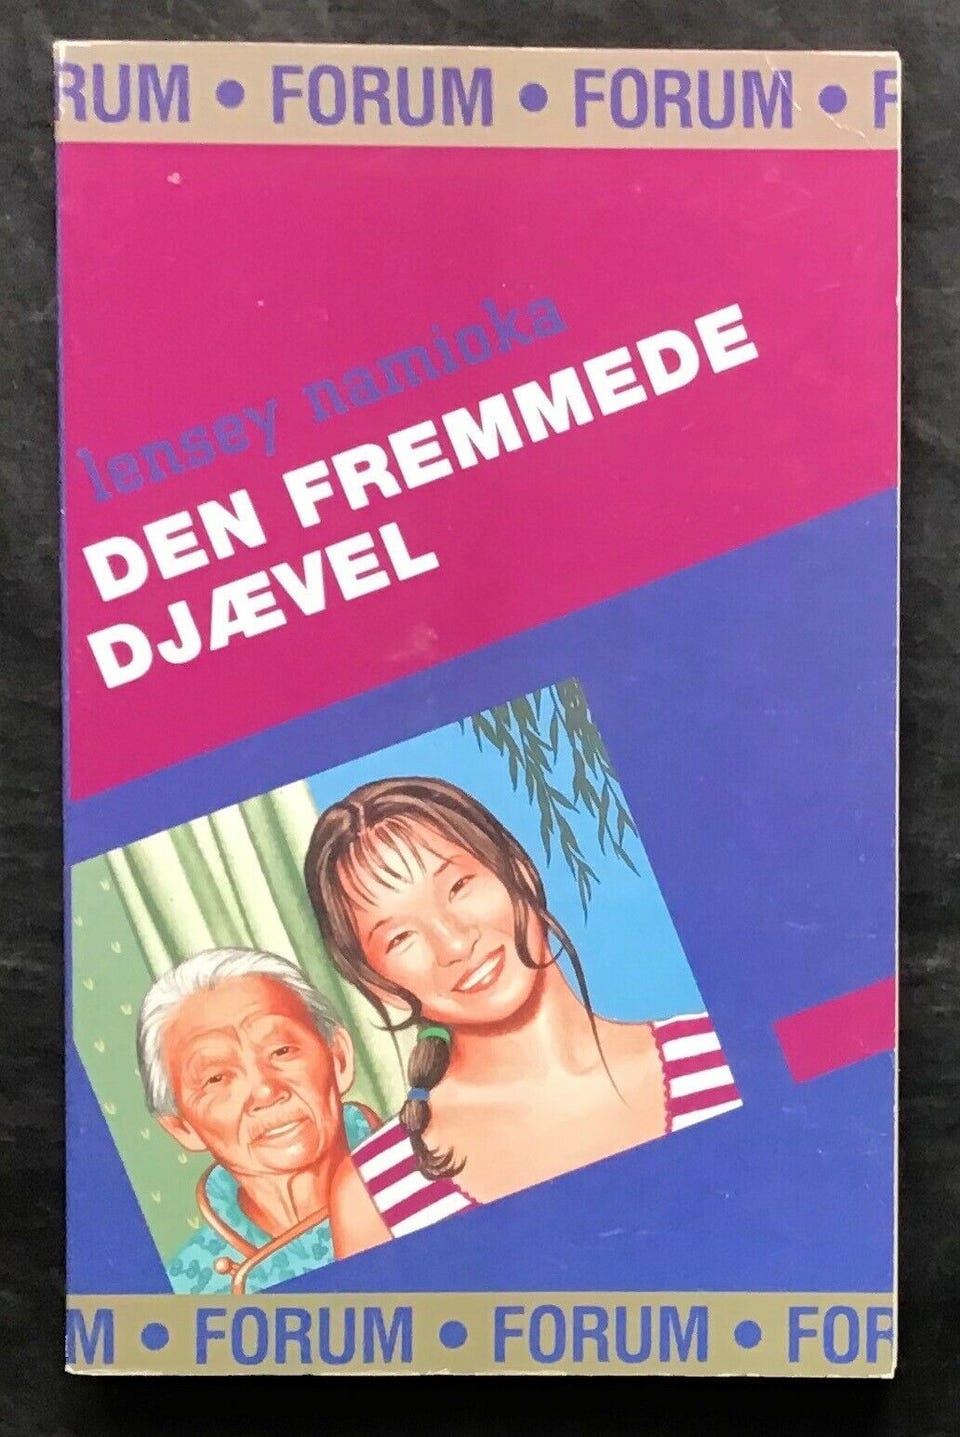 RUM • FORUM • FORUM • F
lensey namioka
DEN FREMMEDE
DJÆVEL
M • FORUM • FORUM • FOR